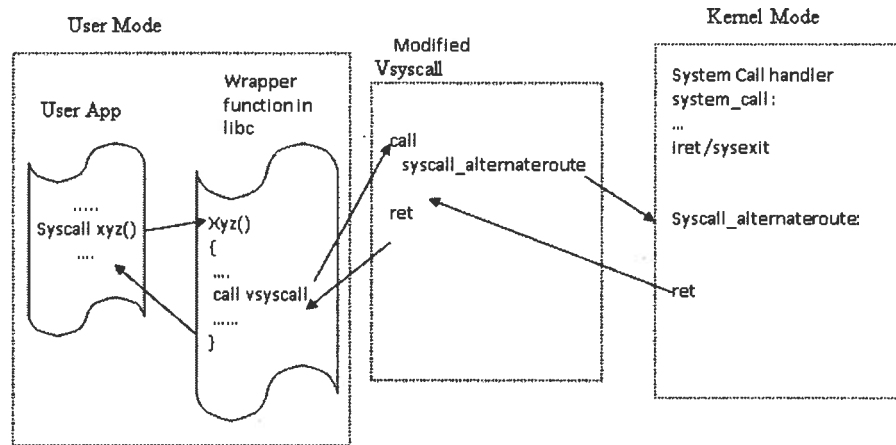 User Mode
User App
.....
Syscall xyz()
....
Wrapper
function in
libc
Xyz()
{
....
call vsyscall
......
}
Modified
Vsyscall
call
syscall_alternateroute
ret
Kernel Mode
System Call handler
system_call:
...
iret/sysexit
Syscall_alternateroute:
ret